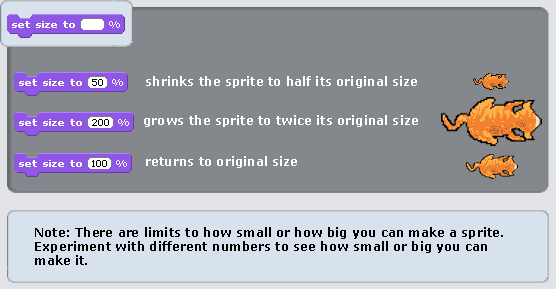 set size to %
set size to 50 % shrinks the sprite to half its original size
set size to 200 % grows the sprite to twice its original size
set size to 100 % returns to original size
Note: There are limits to how small or how big you can make a sprite.
Experiment with different numbers to see how small or big you can
make it.